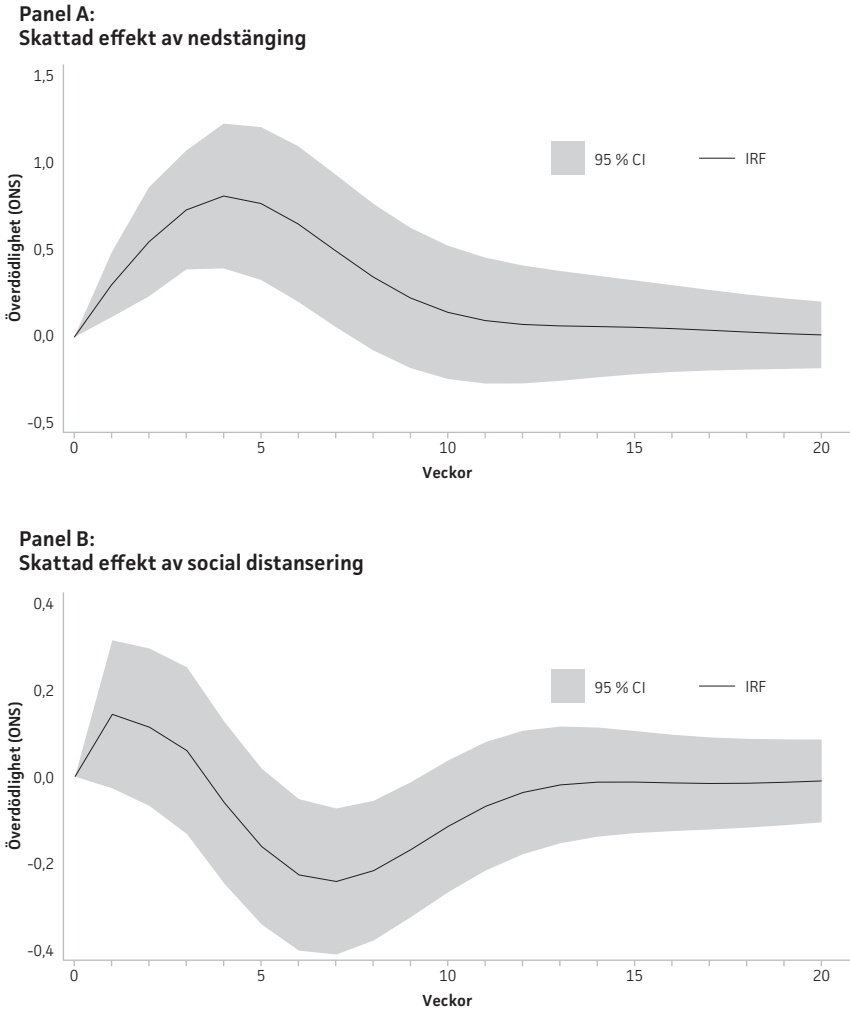 Panel A:
Skattad effekt av nedstänging
1,5
1,0
0,5
0,0
-0,5
Överdödlighet (ONS)
95 % CI
IRF
0
5
10
15
20
Veckor
Panel B:
Skattad effekt av social distansering
0,4
0,2
0,0
-0,2
-0,4
Överdödlighet (ONS)
95 % CI
IRF
0
5
10
15
20
Veckor